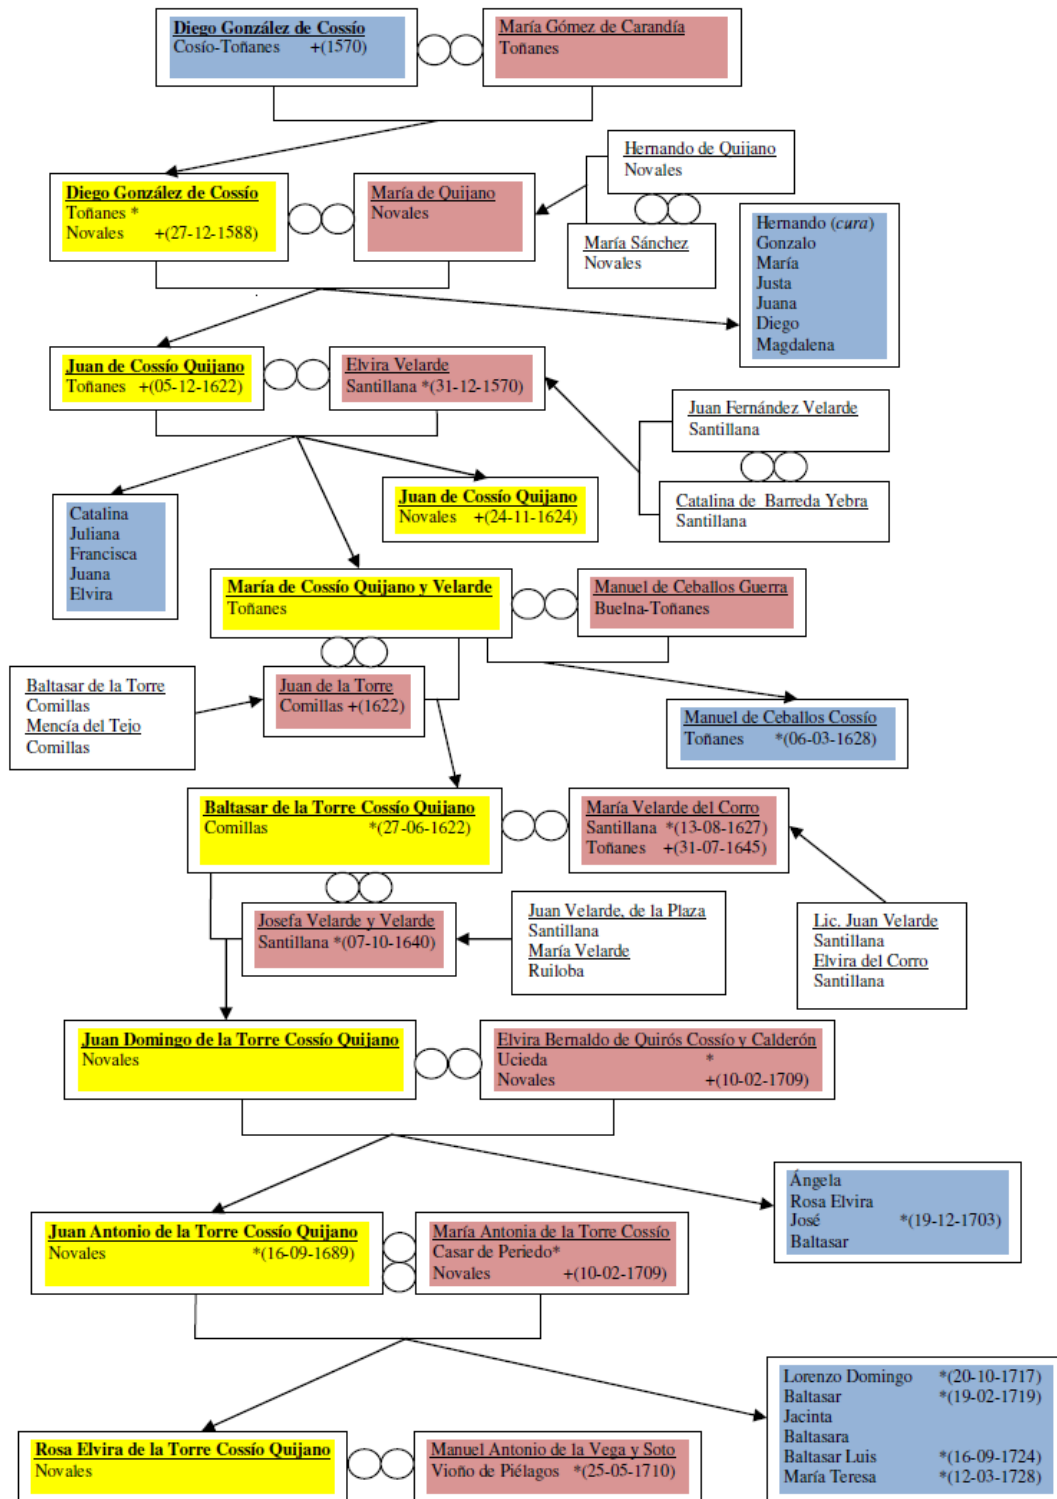 Diego González de Cossío
Cosío-Toñanes +(1570)
María Gómez de Carandía
Toñanes
Hernando de Quijano
Novales
Diego González de Cossío
Toñanes *
Novales +(27-12-1588)
María de Quijano
Novales
María Sánchez
Novales
Hernando (cura)
Gonzalo
María
Justa
Juana
Diego
Magdalena
Juan de Cossío Quijano
Toñanes +(05-12-1622)
Elvira Velarde
Santillana *(31-12-1570)
Juan Fernández Velarde
Santillana
Catalina de Barreda Yebra
Santillana
Catalina
Juliana
Francisca
Juana
Elvira
Juan de Cossío Quijano
Novales +(24-11-1624)
María de Cossío Quijano y Velarde
Toñanes
Manuel de Ceballos Guerra
Buelna-Toñanes
Baltasar de la Torre
Comillas
Mencía del Tejo
Comillas
Juan de la Torre
Comillas +(1622)
Manuel de Ceballos Cossío
Toñanes *(06-03-1628)
Baltasar de la Torre Cossío Quijano
Comillas *(27-06-1622)
María Velarde del Corro
Santillana *(13-08-1627)
Toñanes +(31-07-1645)
Josefa Velarde y Velarde
Santillana *(07-10-1640)
Juan Velarde, de la Plaza
Santillana
María Velarde
Ruiloba
Lic. Juan Velarde
Santillana
Elvira del Corro
Santillana
Juan Domingo de la Torre Cossío Quijano
Novales
Elvira Bernaldo de Quirós Cossío y Calderón
Ucieda *
Novales +(10-02-1709)
Ángela
Rosa Elvira
José *(19-12-1703)
Baltasar
Juan Antonio de la Torre Cossío Quijano
Novales *(16-09-1689)
María Antonia de la Torre Cossío
Casar de Periedo*
Novales +(10-02-1709)
Lorenzo Domingo *(20-10-1717)
Baltasar *(19-02-1719)
Jacinta
Baltasara
Baltasar Luis *(16-09-1724)
María Teresa *(12-03-1728)
Rosa Elvira de la Torre Cossío Quijano
Novales
Manuel Antonio de la Vega y Soto
Vioño de Piélagos *(25-05-1710)